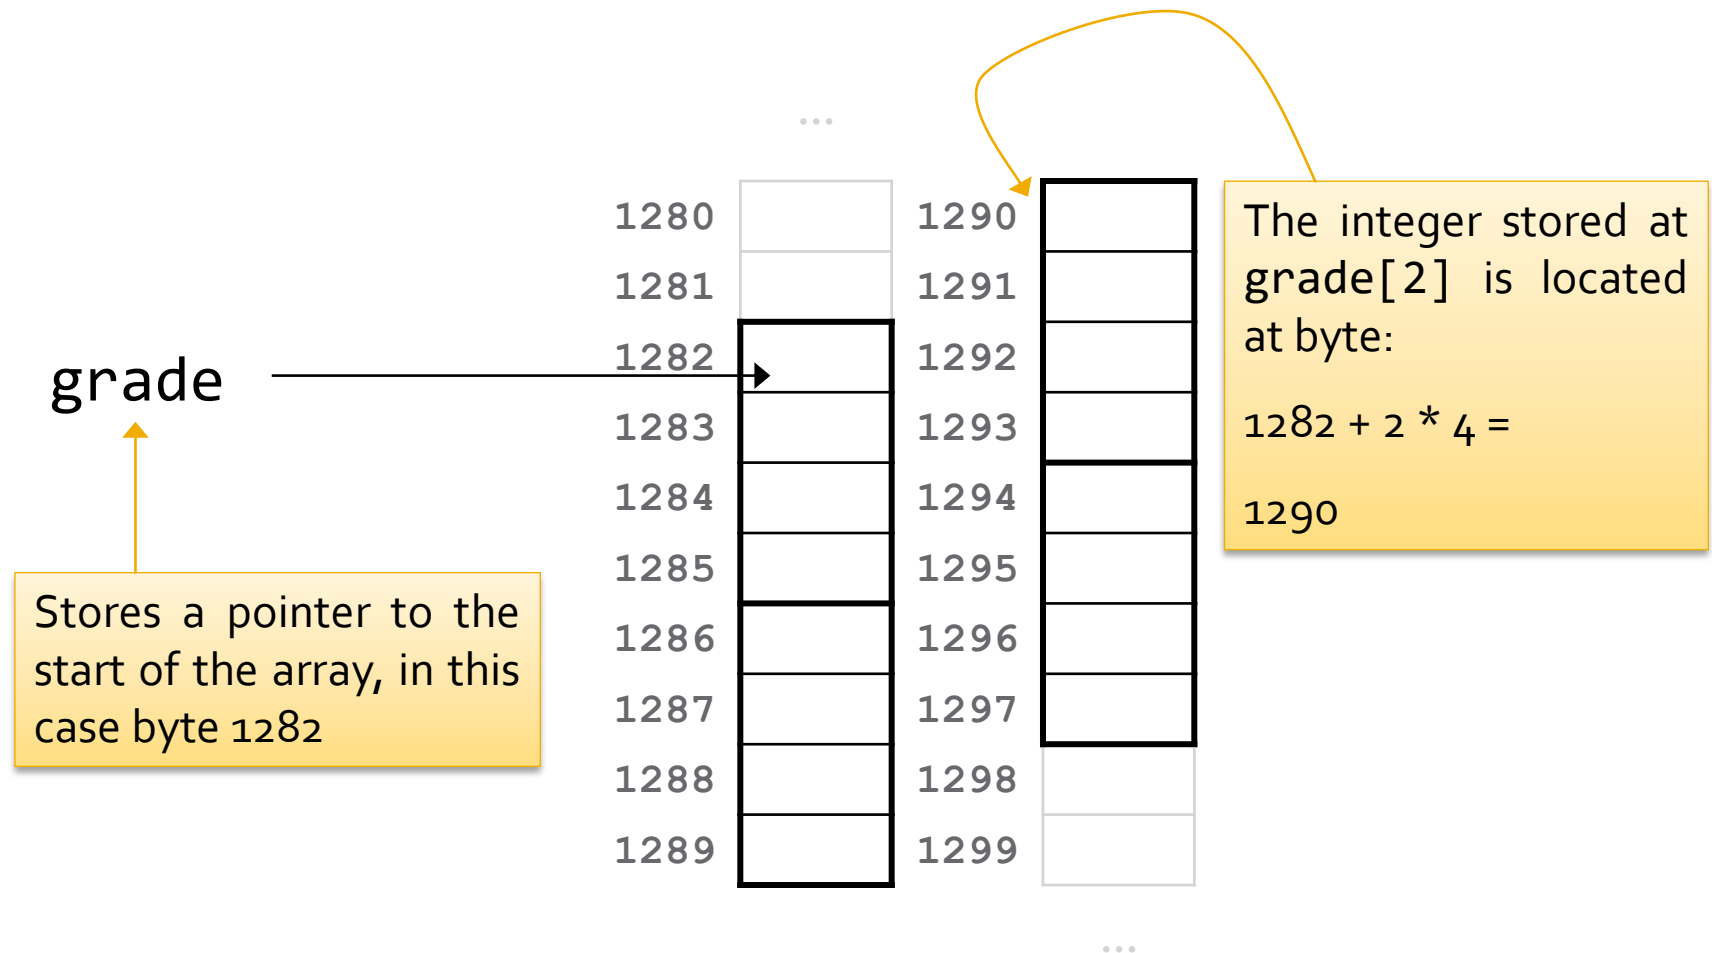 ...
1280
1281
1282
1283
1284
1285
1286
1287
1288
1289
1290
1291
1292
1293
1294
1295
1296
1297
1298
1299
...
grade
Stores a pointer to the
start of the array, in this
case byte 1282
The integer stored at
grade[2] is located
at byte:
1282 + 2 * 4 =
1290